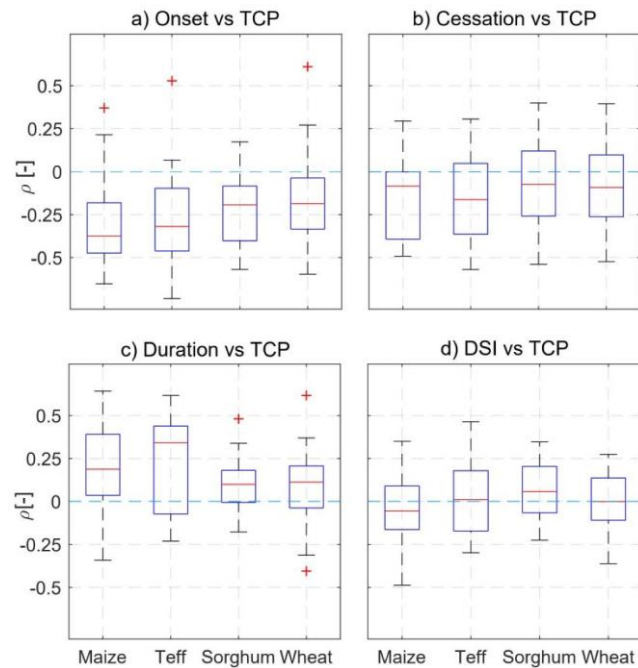 a) Onset vs TCP
b) Cessation vs TCP
0.5
0.25
0
-0.25
-0.5
ρ [-]
c) Duration vs TCP
d) DSI vs TCP
0.5
0.25
0
-0.25
-0.5
ρ[-]
Maize Teff Sorghum Wheat
Maize Teff Sorghum Wheat